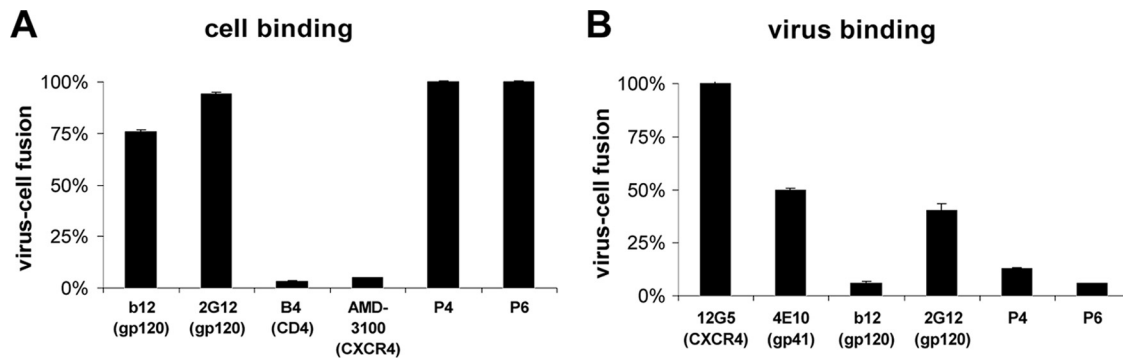 A
cell binding
virus-cell fusion
100%
75%
50%
25%
0%
b12
(gp120)
2G12
(gp120)
B4
(CD4)
AMD-
3100
(CXCR4)
P4
P6
B
virus binding
virus-cell fusion
100%
75%
50%
25%
0%
12G5
(CXCR4)
4E10
(gp41)
b12
(gp120)
2G12
(gp120)
P4
P6